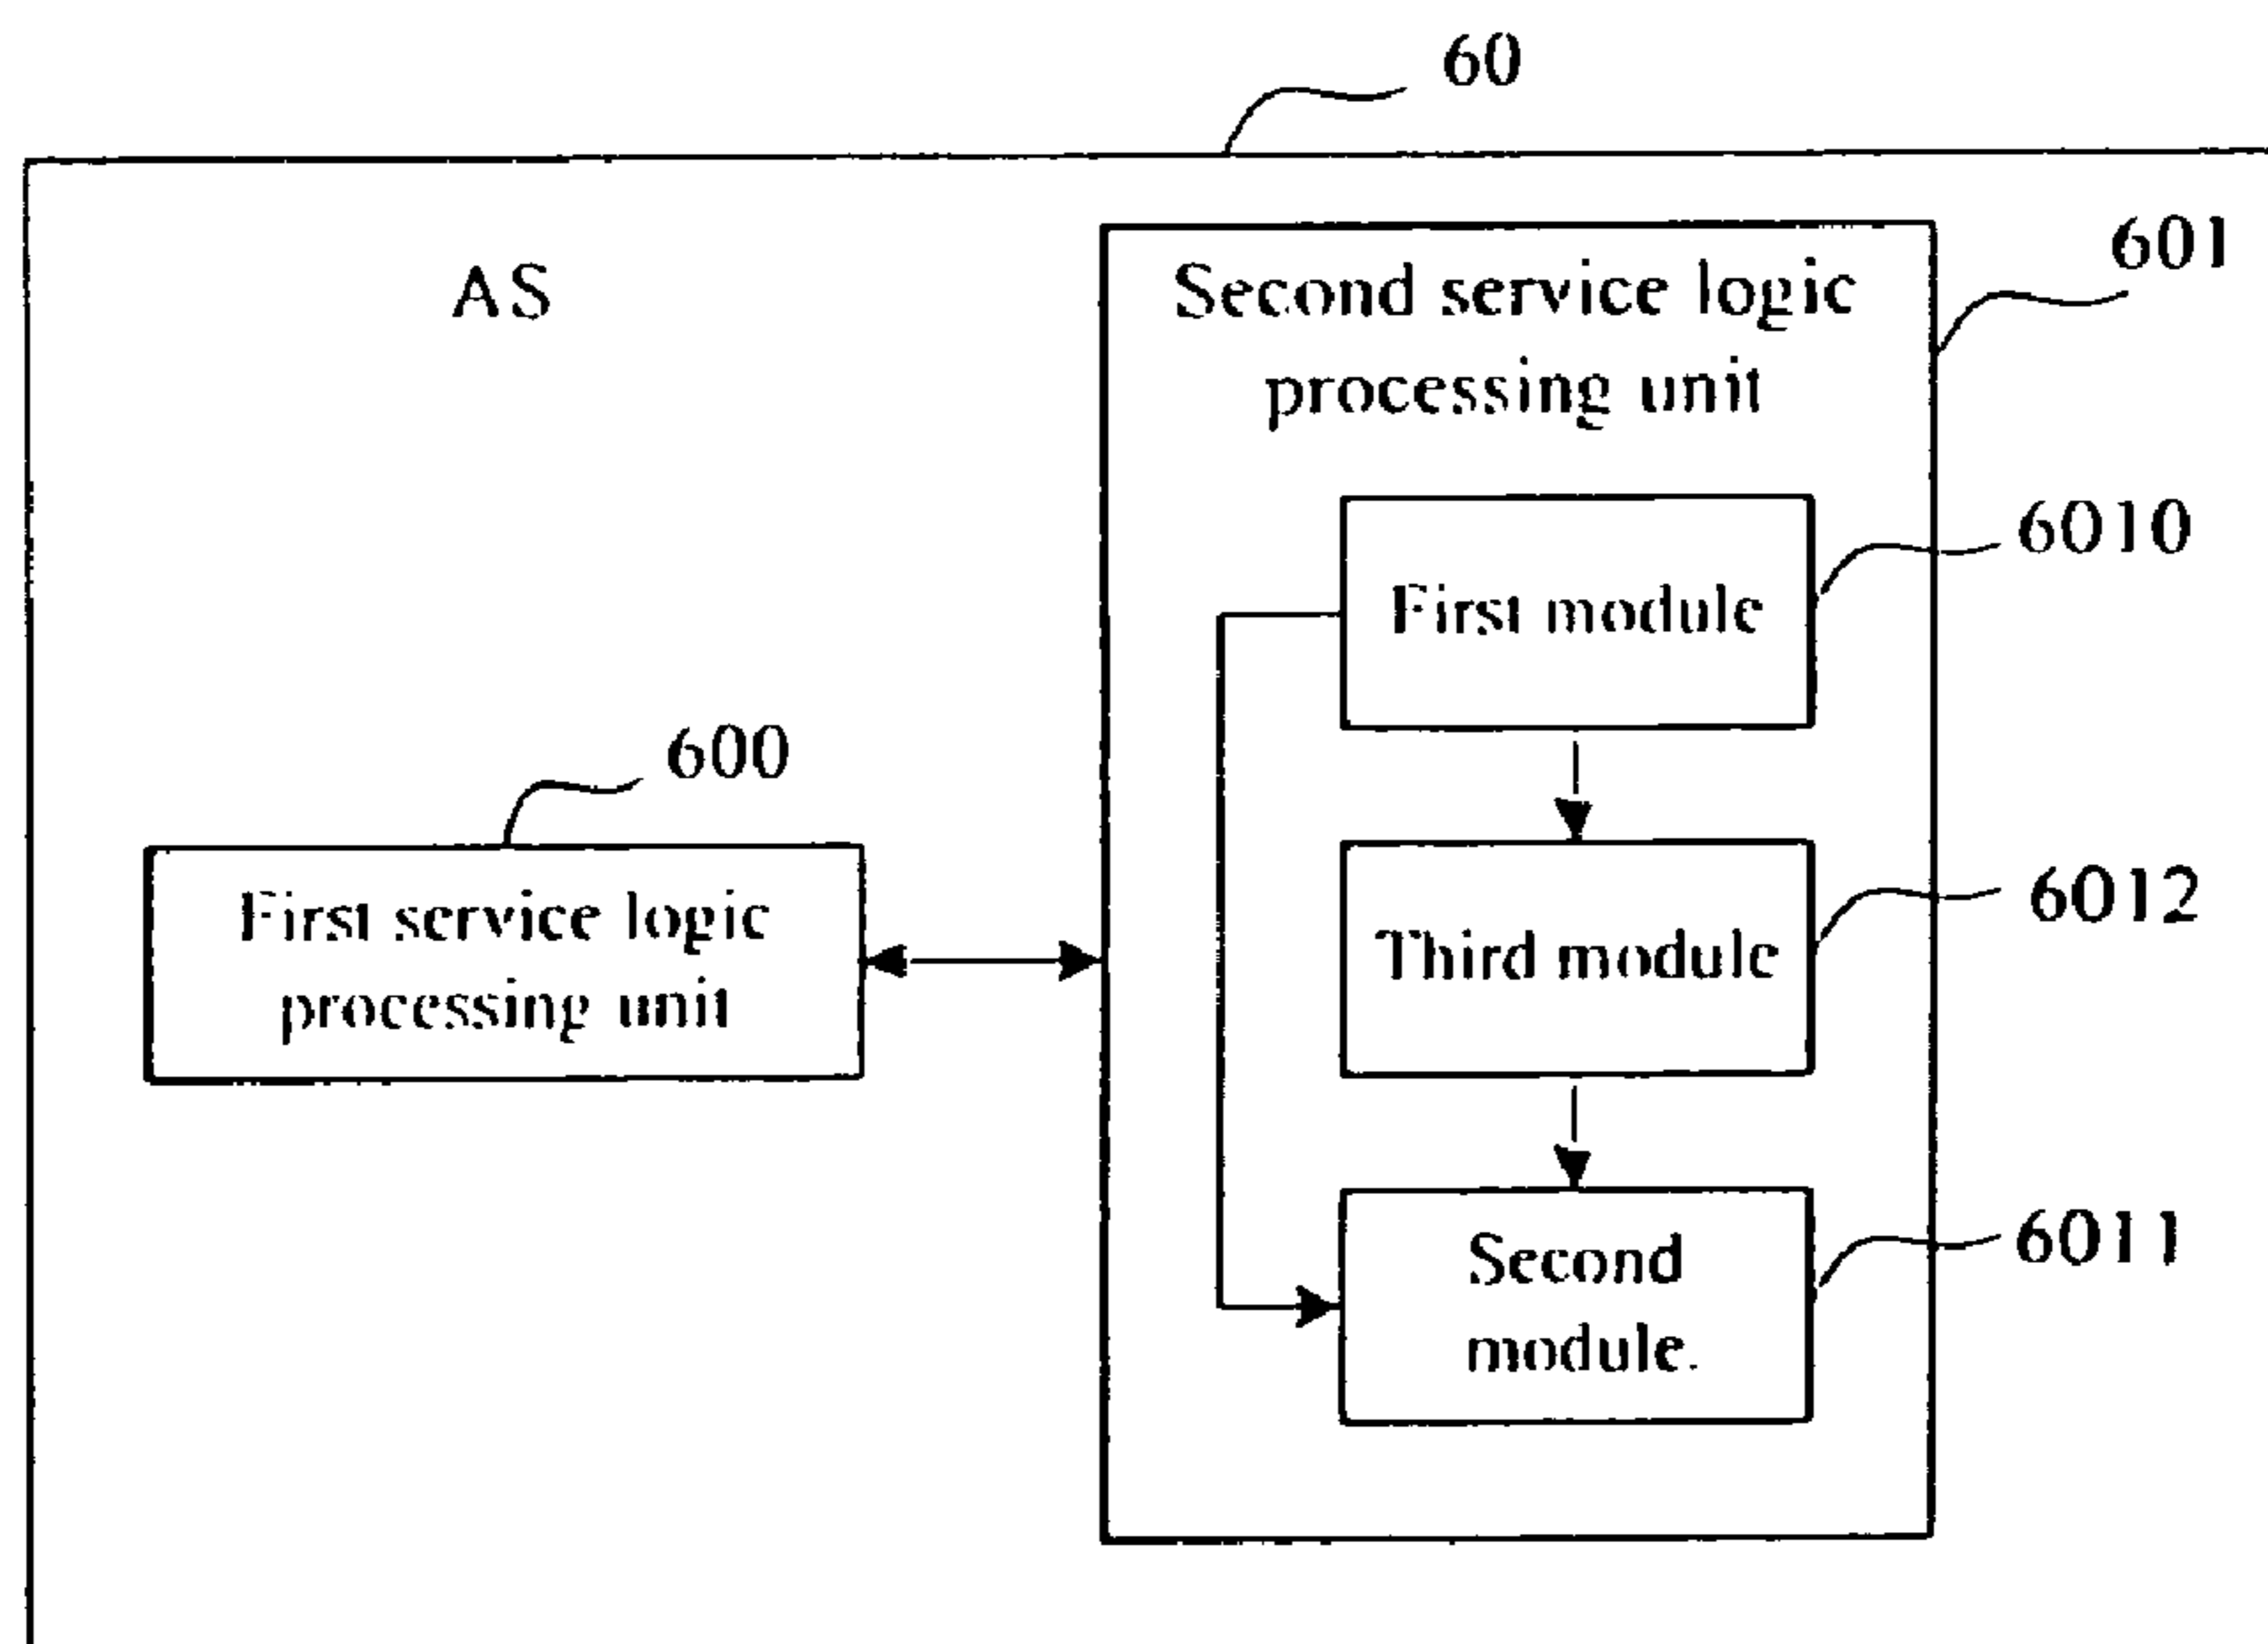 60
AS
Second service logic
processing unit
601
First module
6010
600
First service logic
processing unit
Third module
6012
Second
module.
6011